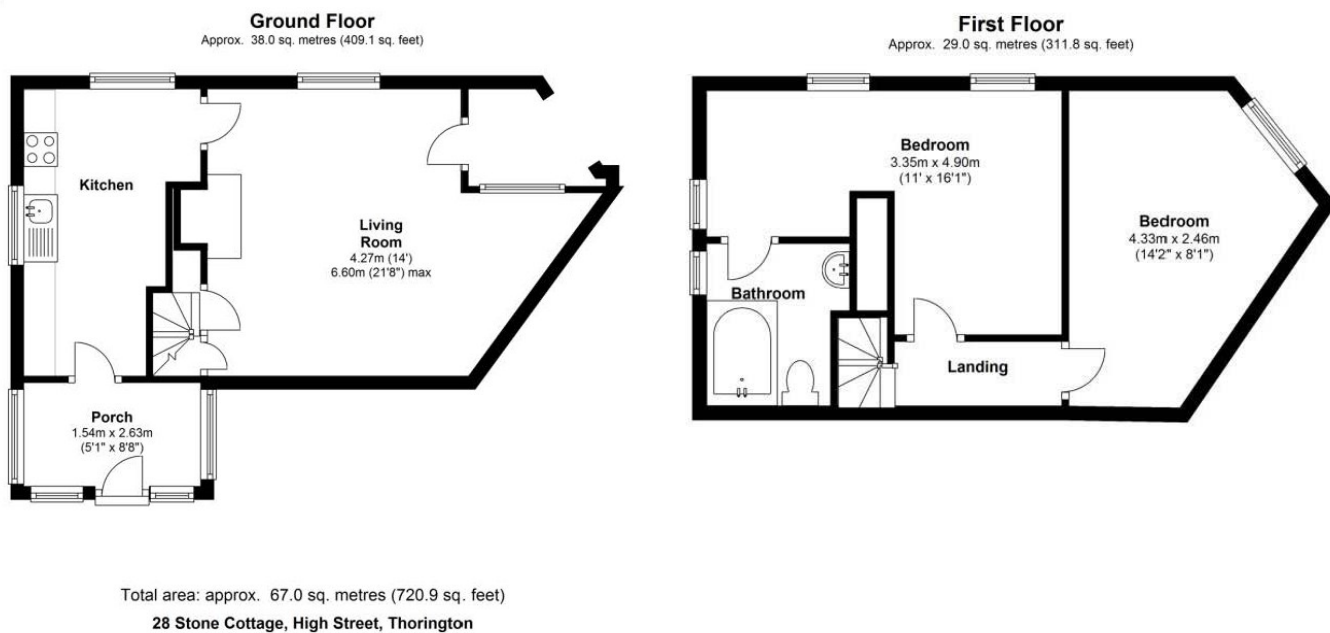 Ground Floor
Approx. 38.0 sq. metres (409.1 sq. feet)
Kitchen
Living
Room
4.27m (14')
6.60m (21'8") max
Porch
1.54m x 2.63m
(5'1" x 8'8")
First Floor
Approx. 29.0 sq. metres (311.8 sq. feet)
Bedroom
3.35m x 4.90m
(11' x 16'1")
Bedroom
4.33m x 2.46m
(14'2" x 8'1")
Bathroom
Landing
Total area: approx. 67.0 sq. metres (720.9 sq. feet)
28 Stone Cottage, High Street, Thorington